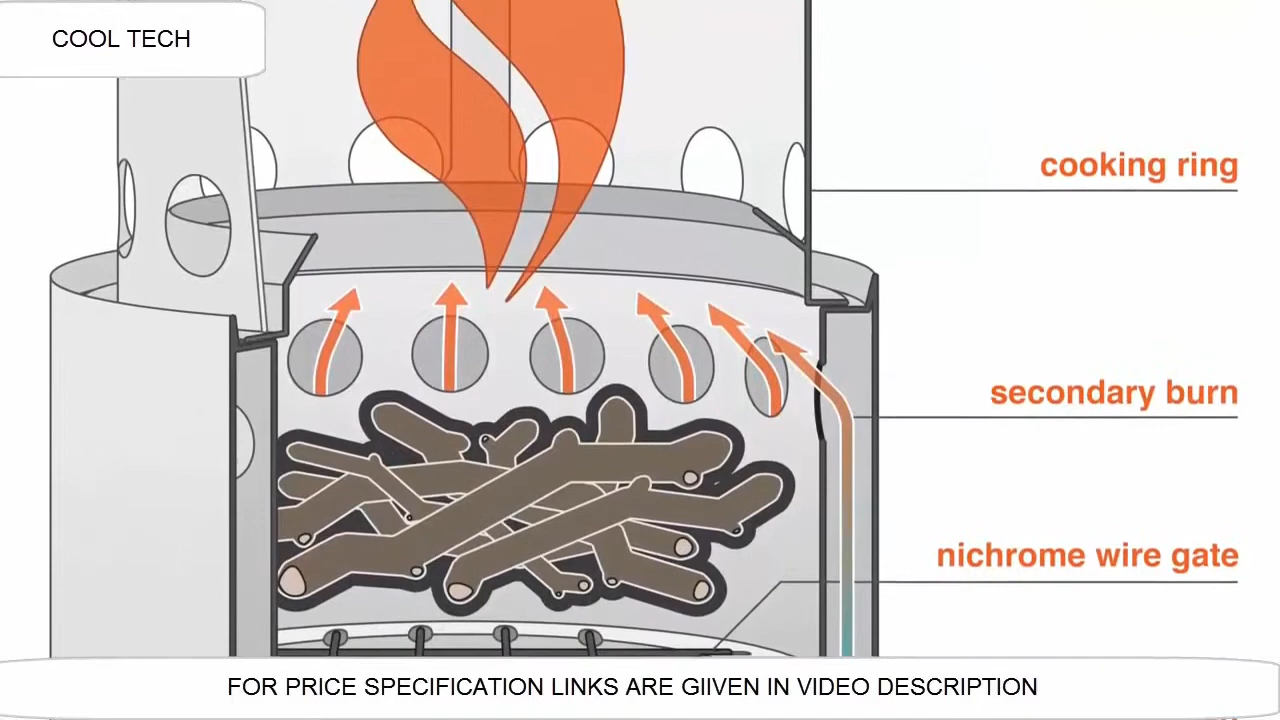 COOL TECH
cooking ring
secondary burn
nichrome wire gate
FOR PRICE SPECIFICATION LINKS ARE GIIVEN IN VIDEO DESCRIPTION